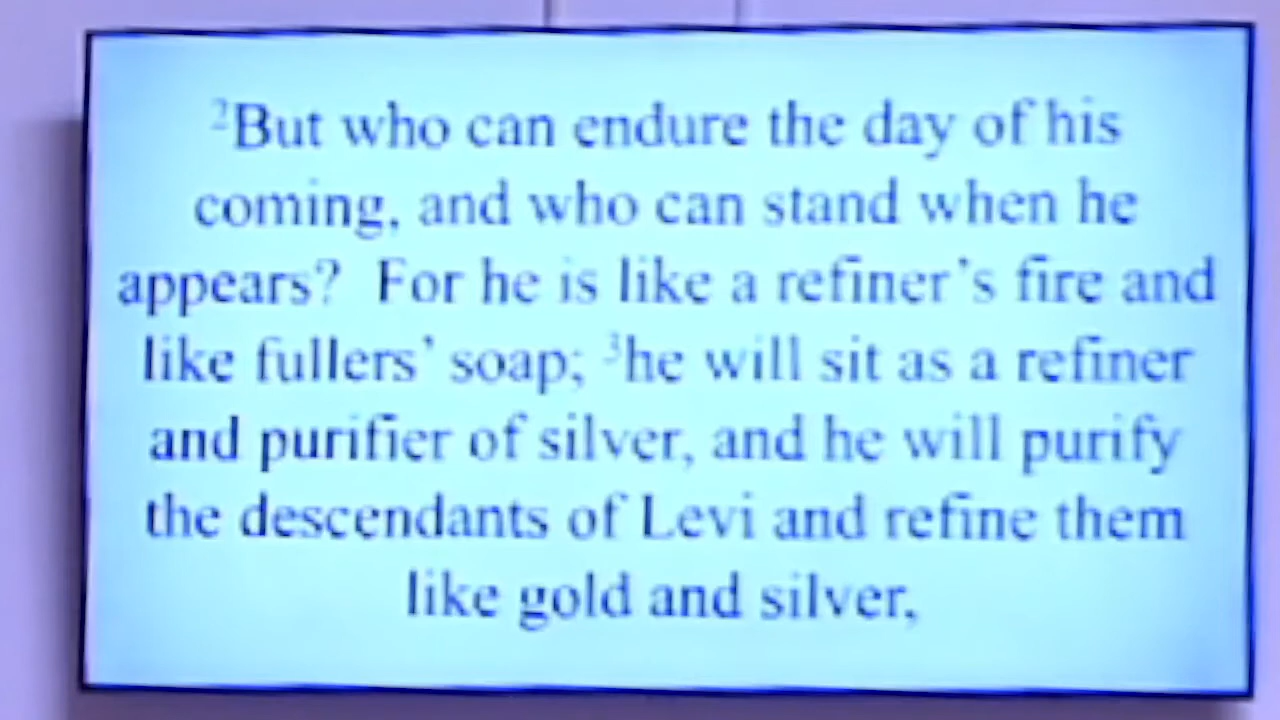 ²But who can endure the day of his
coming, and who can stand when he
appears? For he is like a refiner’s fire and
like fullers’ soap; ³he will sit as a refiner
and purifier of silver, and he will purify
the descendants of Levi and refine them
like gold and silver,